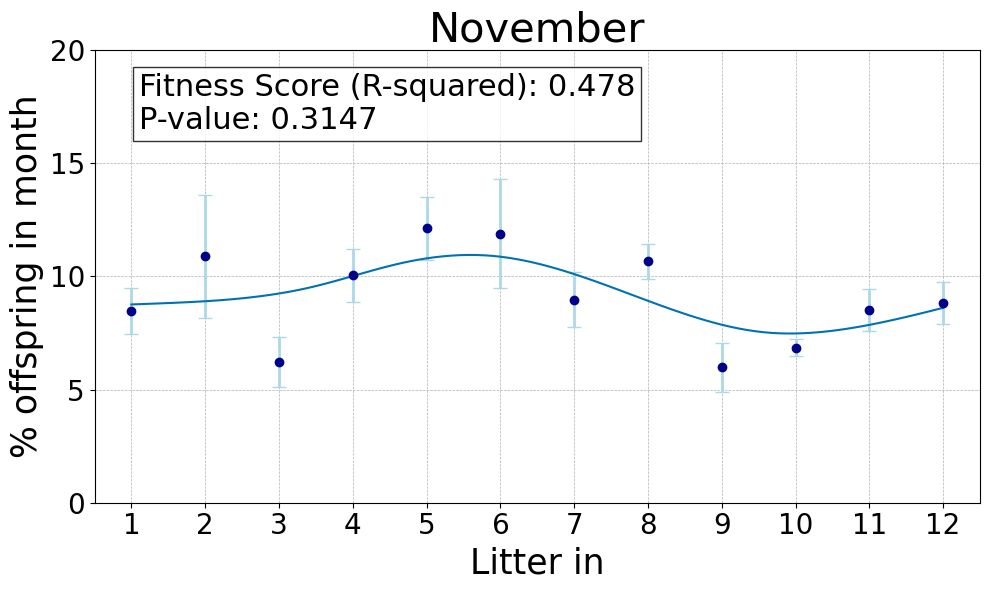 November
Fitness Score (R-squared): 0.478
P-value: 0.3147
% offspring in month
20
15
10
5
0
1 2 3 4 5 6 7 8 9 10 11 12
Litter in